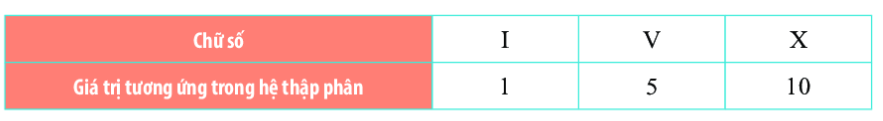 Chữ số I V X
Giá trị tương ứng trong hệ thập phân 1 5 10